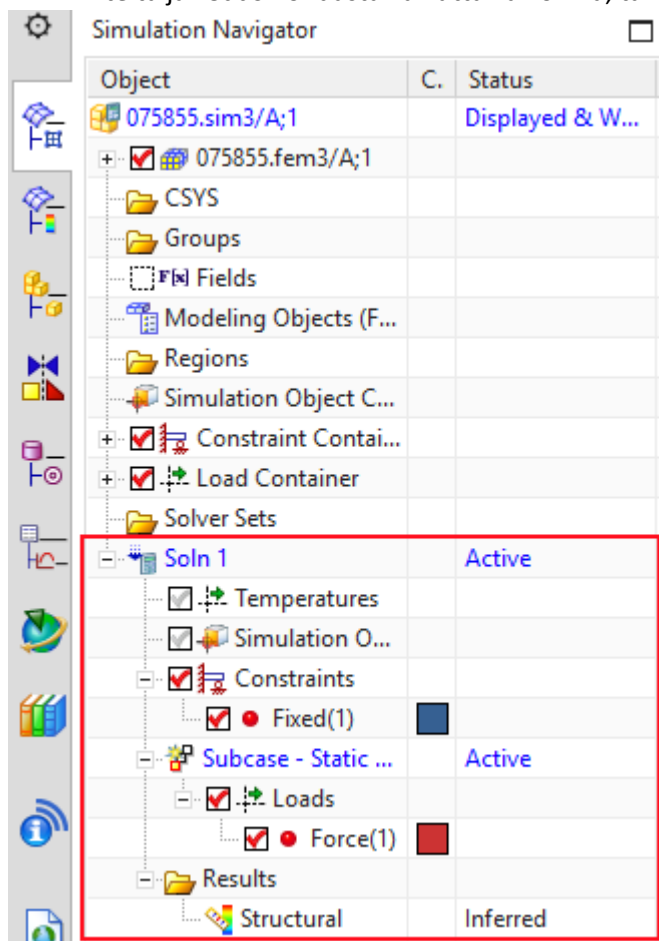 Simulation Navigator
Object C. Status
075855.sim3/A;1 Displayed & W...
075855.fem3/A;1
CSYS
Groups
F(x) Fields
Modeling Objects (F...
Regions
Simulation Object C...
Constraint Contai...
Load Container
Solver Sets
Soln 1 Active
Temperatures
Simulation O...
Constraints
Fixed(1)
Subcase - Static ... Active
Loads
Force(1)
Results
Structural Inferred